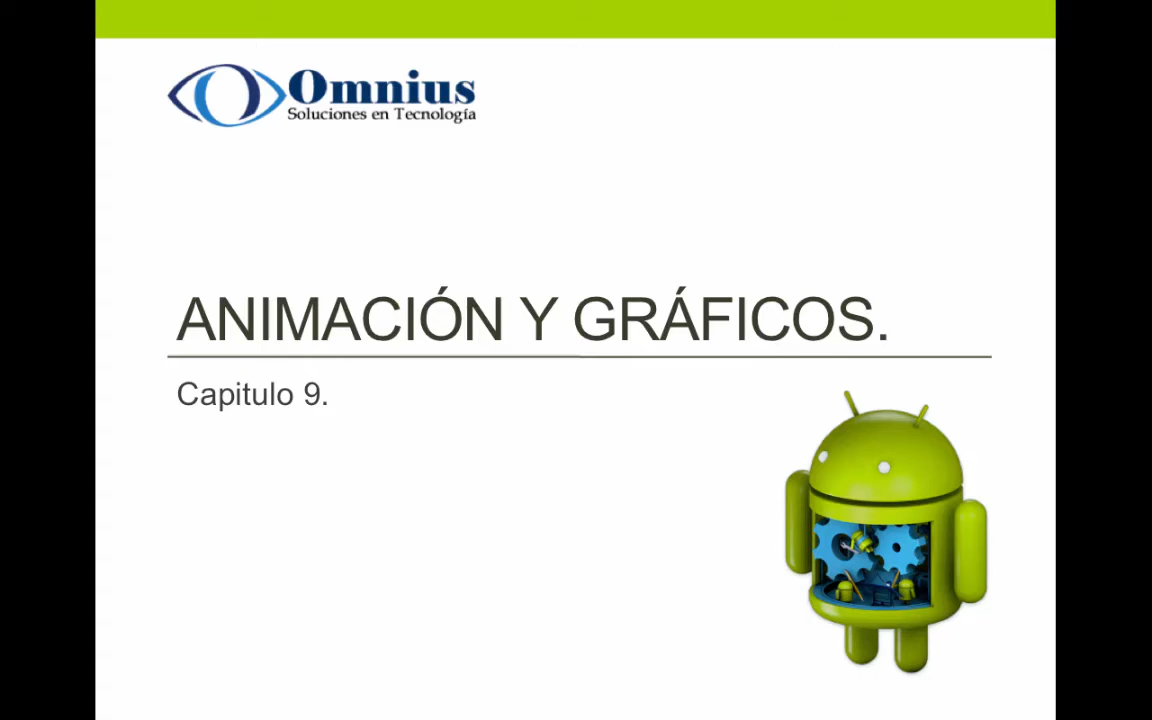 Omnius
Soluciones en Tecnología
ANIMACIÓN Y GRÁFICOS.
Capitulo 9.